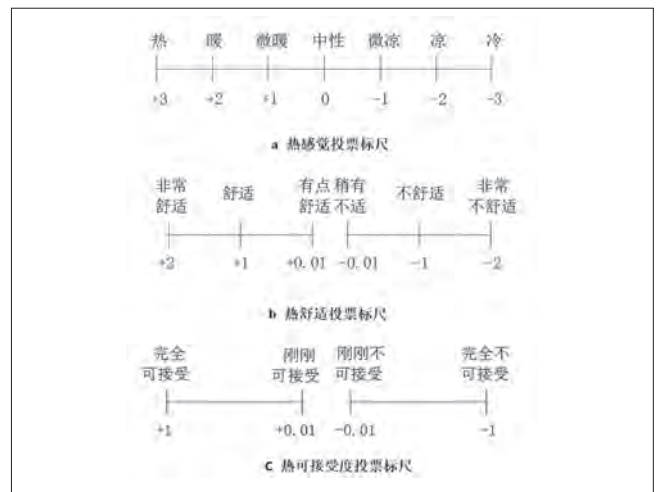 热 暖 微暖 中性 微凉 凉 冷
+3 +2 +1 0 -1 -2 -3
a 热感觉投票标尺
非常 有点 稍有 非常
舒适 舒适 舒适 不适 不舒适 不舒适
+2 +1 +0.01 -0.01 -1 -2
b 热舒适投票标尺
完全 刚刚 刚刚不 完全不
可接受 可接受 可接受 可接受
+1 +0.01 -0.01 -1
C 热可接受度投票标尺